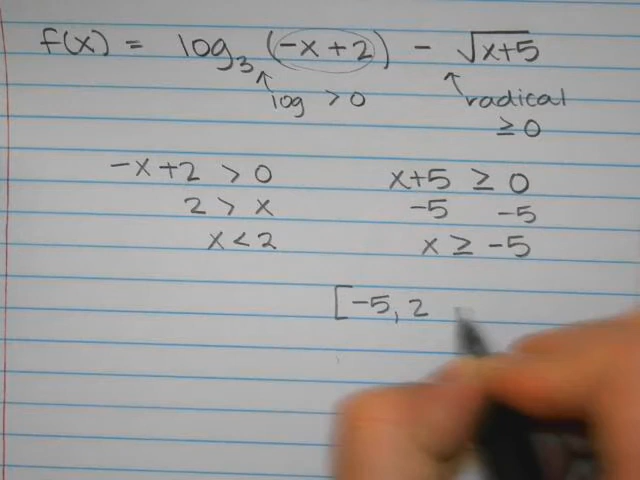 f(x) = log₃(-x+2) - √x+5
log > 0
radical
≥ 0
-x+2 > 0
2 > x
x < 2
x+5 ≥ 0
-5 -5
x ≥ -5
[-5, 2